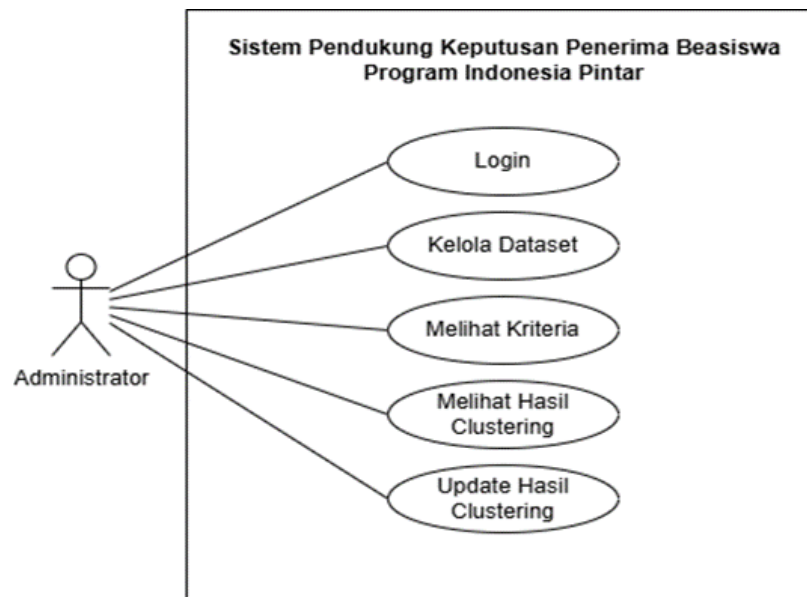 Sistem Pendukung Keputusan Penerima Beasiswa
Program Indonesia Pintar
Login
Kelola Dataset
Melihat Kriteria
Administrator
Melihat Hasil
Clustering
Update Hasil
Clustering